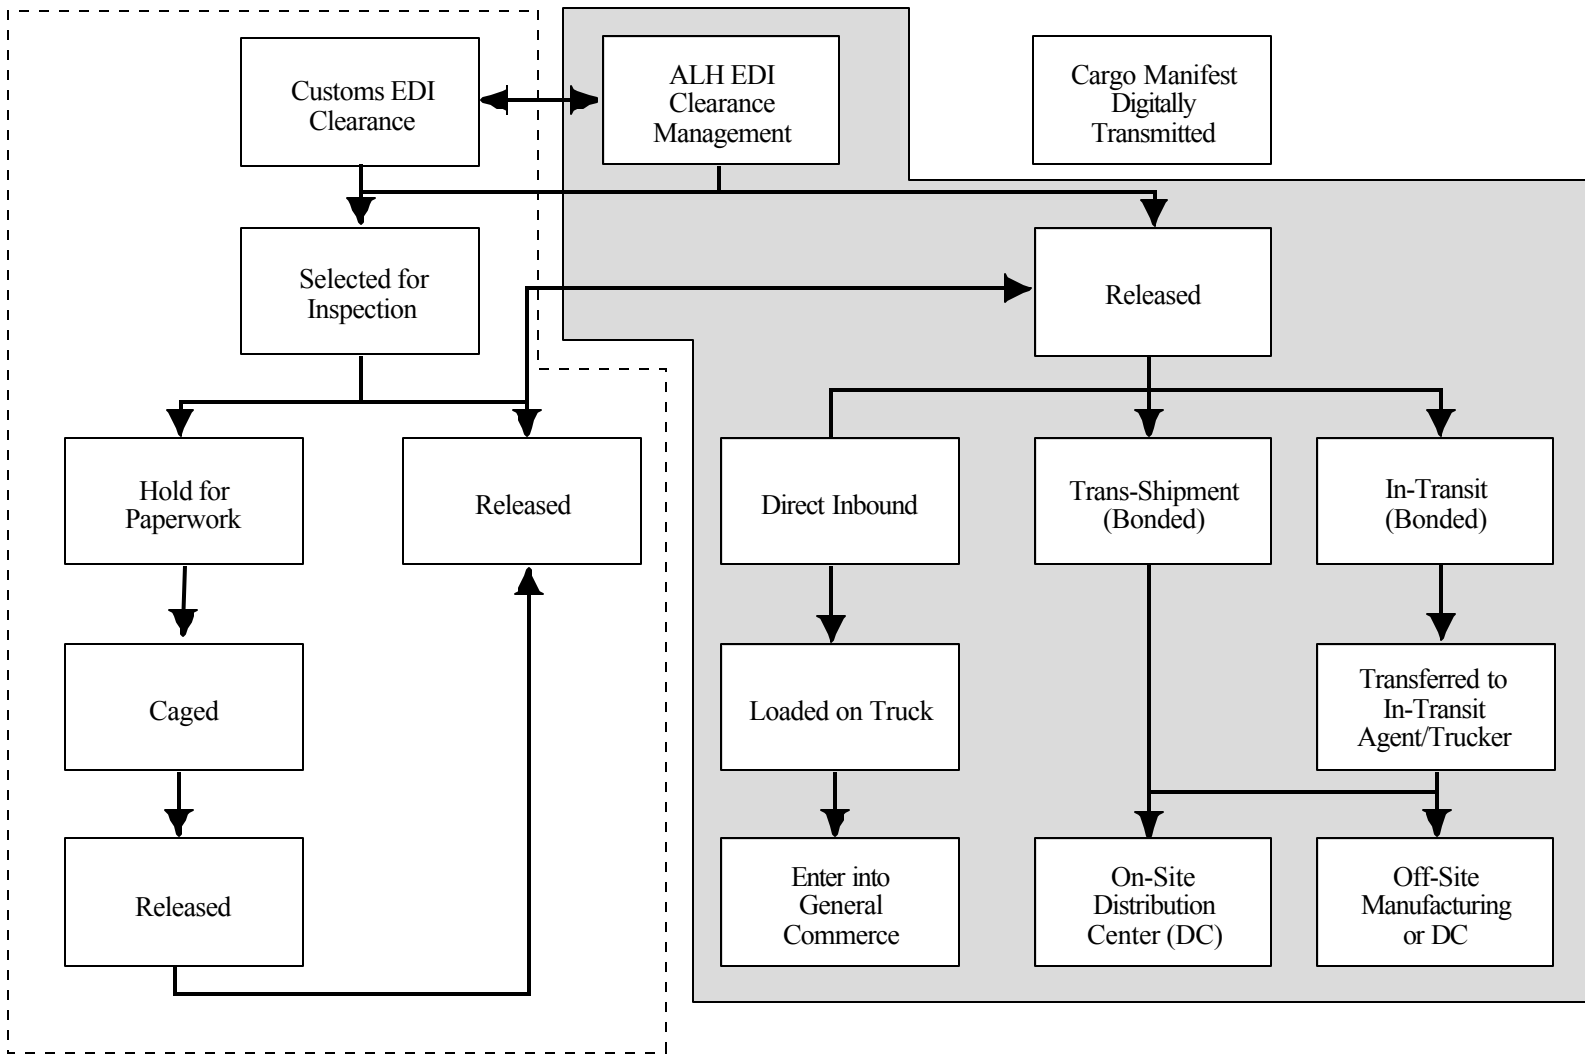 Customs EDI
Clearance
ALH EDI
Clearance
Management
Cargo Manifest
Digitally
Transmitted
Selected for
Inspection
Released
Hold for
Paperwork
Released
Direct Inbound
Trans-Shipment
(Bonded)
In-Transit
(Bonded)
Caged
Loaded on Truck
Transferred to
In-Transit
Agent/Trucker
Released
Enter into
General
Commerce
On-Site
Distribution
Center (DC)
Off-Site
Manufacturing
or DC